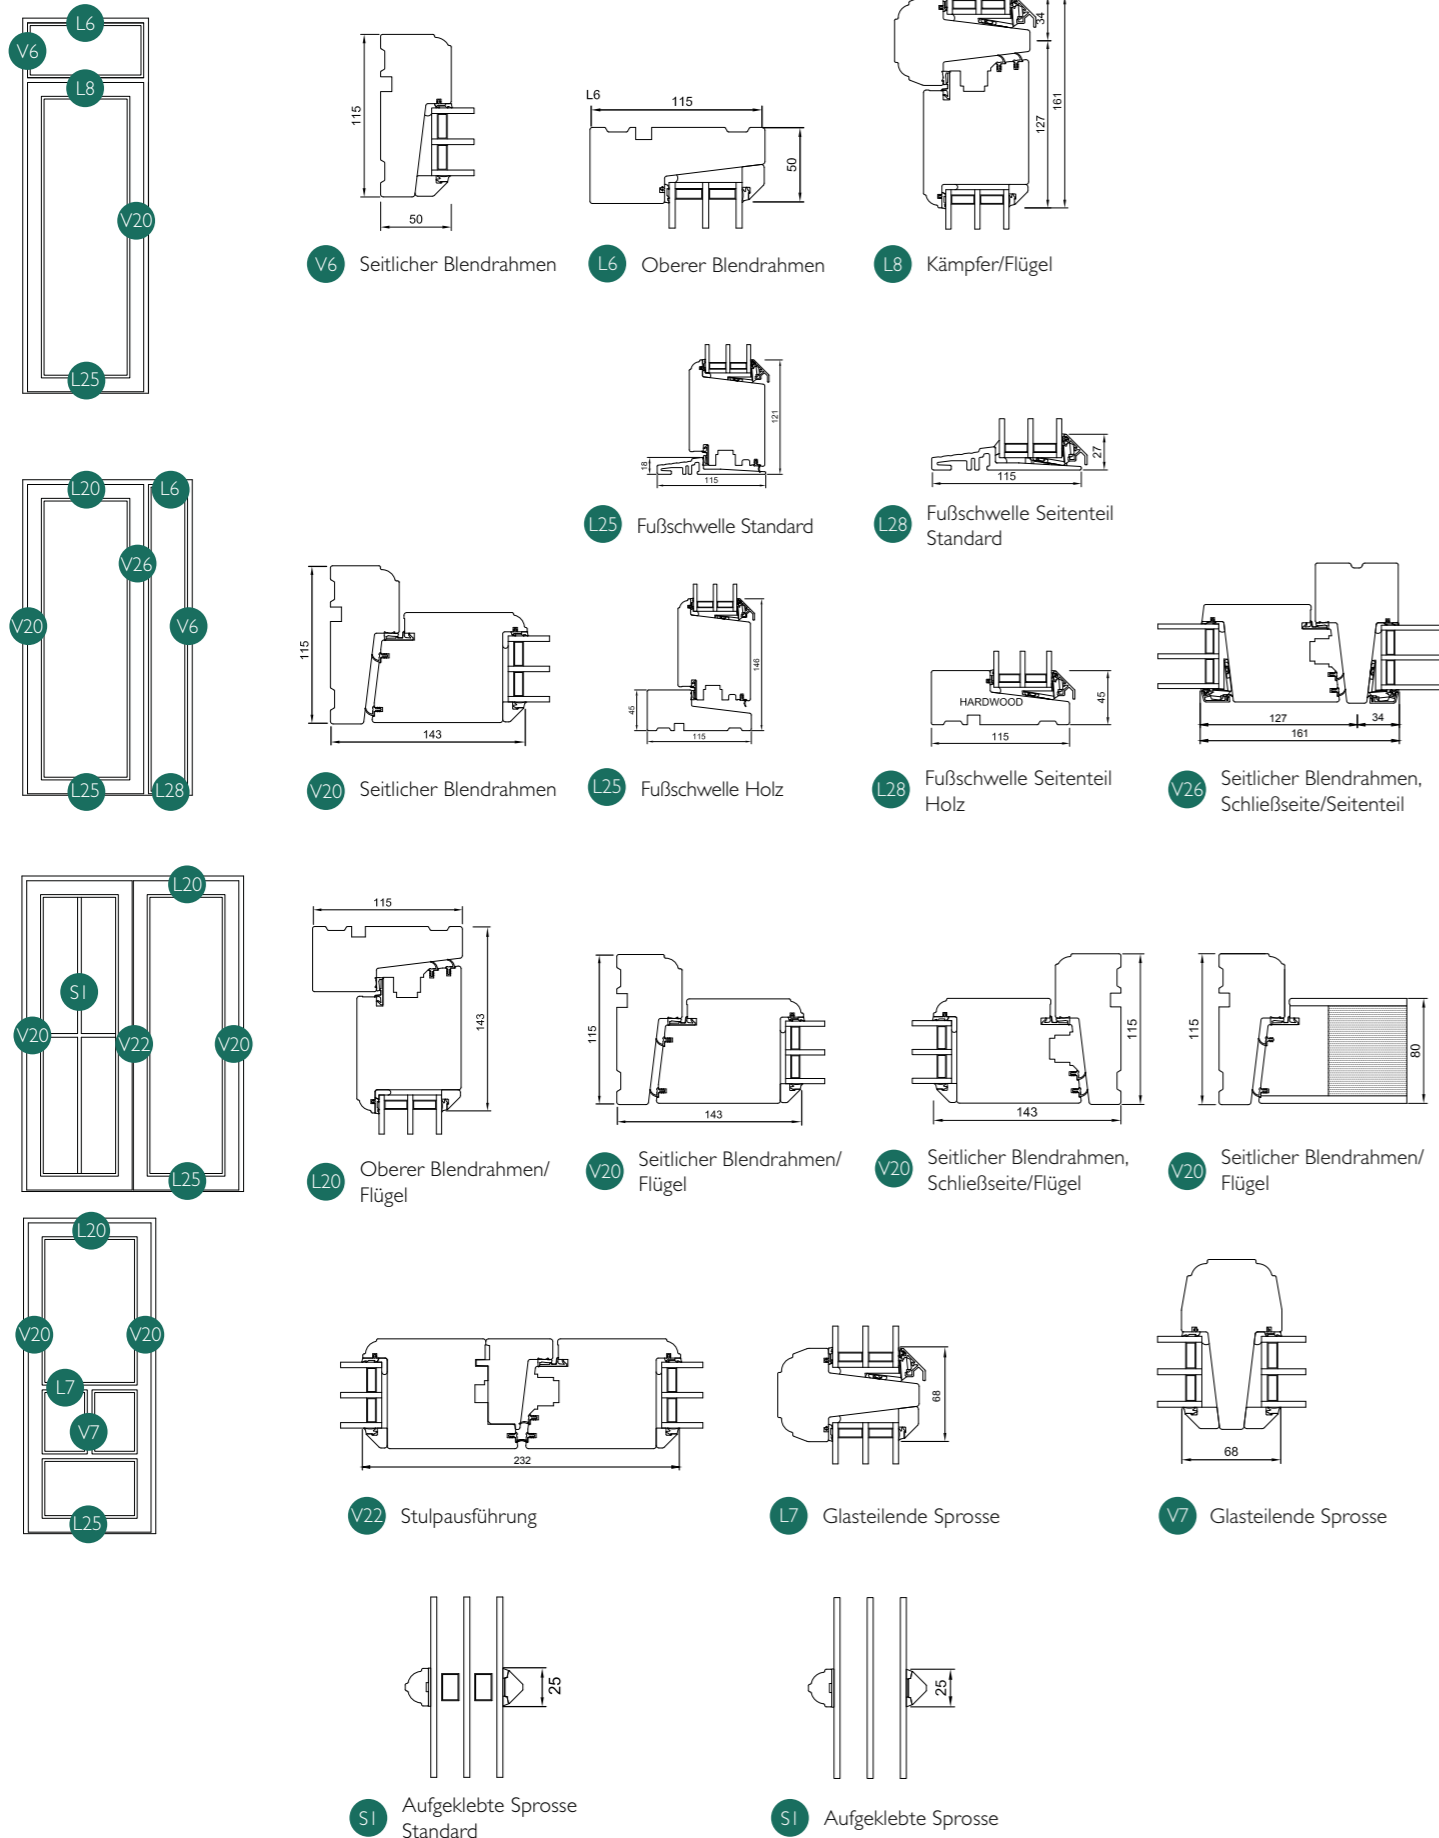 L6
V6
L8
V20
L25
115
50
V6 Seitlicher Blendrahmen
L6
115
50
L6 Oberer Blendrahmen
34
127
161
L8 Kämpfer/Flügel
18
115
121
L25 Fußschwelle Standard
27
115
L28 Fußschwelle Seitenteil
Standard
L20
L6
V26
V20
V6
L25
L28
115
143
V20 Seitlicher Blendrahmen
45
115
146
L25 Fußschwelle Holz
HARDWOOD
45
115
L28 Fußschwelle Seitenteil
Holz
127
34
161
V26 Seitlicher Blendrahmen,
Schließseite/Seitenteil
L20
S1
V20
V22
V20
L25
115
143
L20 Oberer Blendrahmen/
Flügel
115
143
V20 Seitlicher Blendrahmen/
Flügel
115
143
V20 Seitlicher Blendrahmen,
Schließseite/Flügel
115
80
V20 Seitlicher Blendrahmen/
Flügel
L20
V20
V20
L7
V7
L25
232
V22 Stulpausführung
68
L7 Glasteilende Sprosse
68
V7 Glasteilende Sprosse
25
S1 Aufgeklebte Sprosse
Standard
25
S1 Aufgeklebte Sprosse